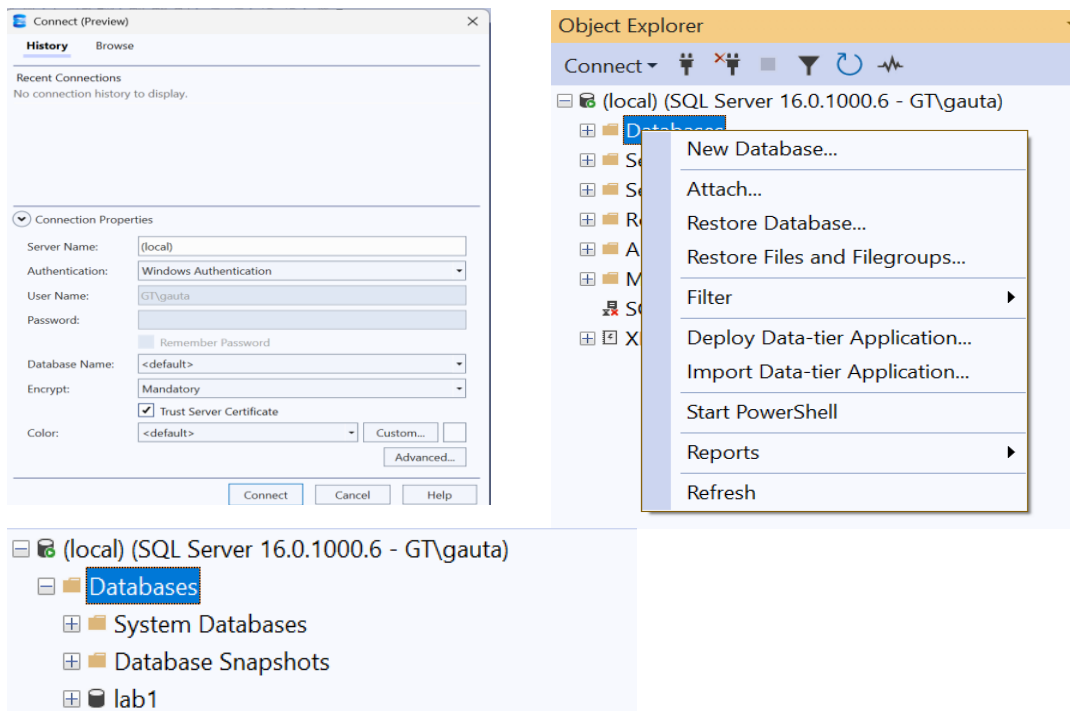 Connect (Preview)
History Browse
Recent Connections
No connection history to display.
Connection Properties
Server Name: (local)
Authentication: Windows Authentication
User Name: GT\gauta
Password:
Remember Password
Database Name: <default>
Encrypt: Mandatory
Trust Server Certificate
Color: <default> Custom...
Advanced...
Connect Cancel Help
Object Explorer
Connect
(local) (SQL Server 16.0.1000.6 - GT\gauta)
Databases
New Database...
Attach...
Restore Database...
Restore Files and Filegroups...
Filter
Deploy Data-tier Application...
Import Data-tier Application...
Start PowerShell
Reports
Refresh
(local) (SQL Server 16.0.1000.6 - GT\gauta)
Databases
System Databases
Database Snapshots
lab1